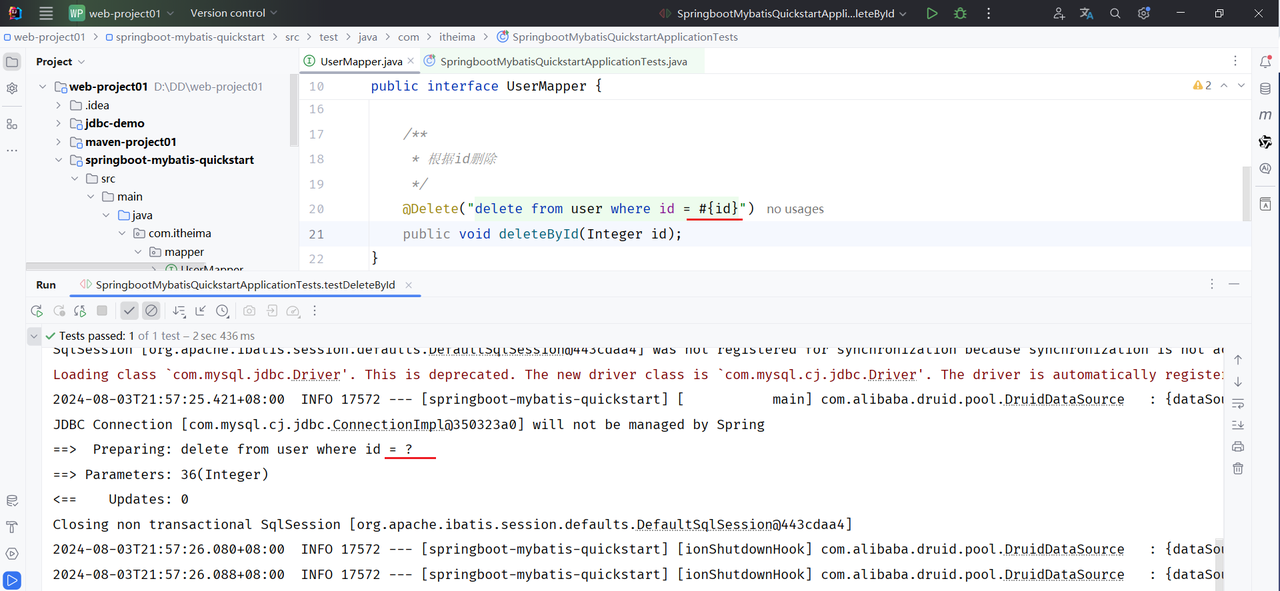 WP web-project01 Version control SpringbootMybatisQuickstartAppli...leteById
web-project01 springboot-mybatis-quickstart src test java com itheima SpringbootMybatisQuickstartApplicationTests
Project
web-project01 D:\DD\web-project01
.idea
jdbc-demo
maven-project01
springboot-mybatis-quickstart
src
main
java
com.itheima
mapper
UserMapper
UserMapper.java SpringbootMybatisQuickstartApplicationTests.java
10 public interface UserMapper { 2
16
17 /**
18 * 根据id删除
19 */
20 @Delete("delete from user where id = #{id}") no usages
21 public void deleteById(Integer id);
22 }
Run SpringbootMybatisQuickstartApplicationTests.testDeleteById
Tests passed: 1 of 1 test – 2 sec 436 ms
SqlSession [org.apache.ibatis.session.defaults.DefaultSqlSession@443cdaa4] was not registered for synchronization because synchronization is not ac
Loading class `com.mysql.jdbc.Driver'. This is deprecated. The new driver class is `com.mysql.cj.jdbc.Driver'. The driver is automatically register
2024-08-03T21:57:25.421+08:00  INFO 17572 --- [springboot-mybatis-quickstart] [           main] com.alibaba.druid.pool.DruidDataSource   : {dataSou
JDBC Connection [com.mysql.cj.jdbc.ConnectionImpl@350323a0] will not be managed by Spring
==>  Preparing: delete from user where id = ?
==> Parameters: 36(Integer)
<==    Updates: 0
Closing non transactional SqlSession [org.apache.ibatis.session.defaults.DefaultSqlSession@443cdaa4]
2024-08-03T21:57:26.080+08:00  INFO 17572 --- [springboot-mybatis-quickstart] [ionShutdownHook] com.alibaba.druid.pool.DruidDataSource   : {dataSou
2024-08-03T21:57:26.088+08:00  INFO 17572 --- [springboot-mybatis-quickstart] [ionShutdownHook] com.alibaba.druid.pool.DruidDataSource   : {dataSou